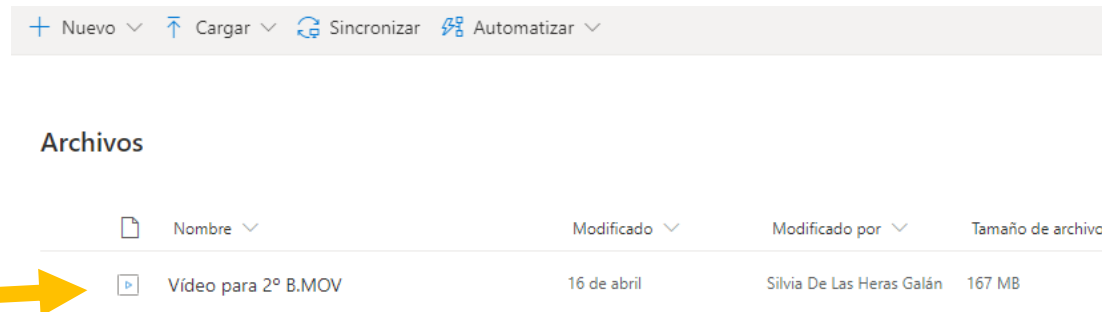 Nuevo Cargar Sincronizar Automatizar
Archivos
Nombre Modificado Modificado por Tamaño de archivo
Vídeo para 2º B.MOV 16 de abril Silvia De Las Heras Galán 167 MB